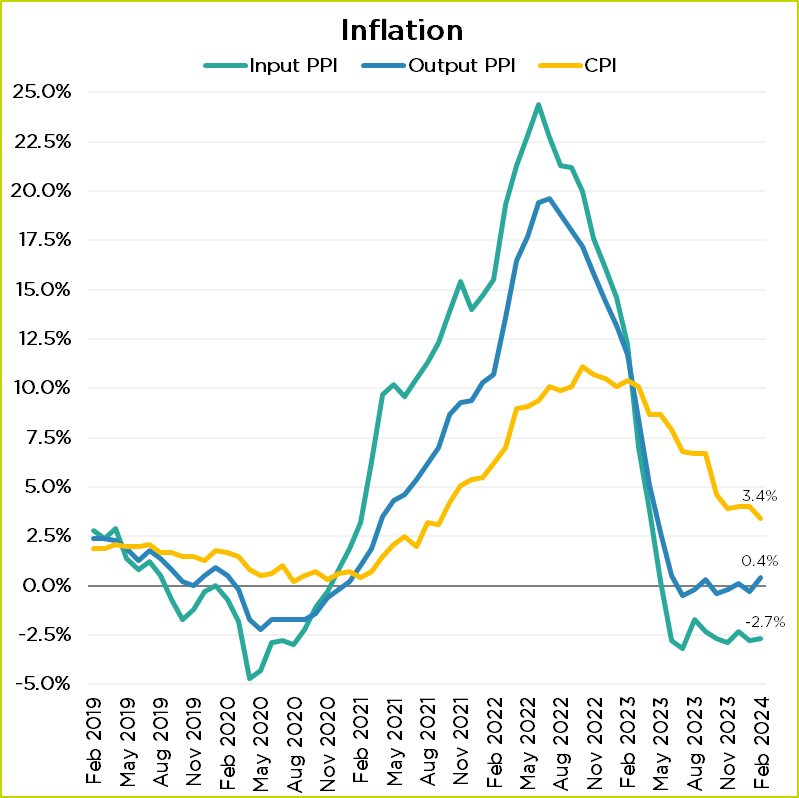 Inflation
Input PPI Output PPI CPI
25.0%
22.5%
20.0%
17.5%
15.0%
12.5%
10.0%
7.5%
5.0%
2.5%
0.0%
-2.5%
-5.0%
3.4%
0.4%
-2.7%
Feb 2019
May 2019
Aug 2019
Nov 2019
Feb 2020
May 2020
Aug 2020
Nov 2020
Feb 2021
May 2021
Aug 2021
Nov 2021
Feb 2022
May 2022
Aug 2022
Nov 2022
Feb 2023
May 2023
Aug 2023
Nov 2023
Feb 2024